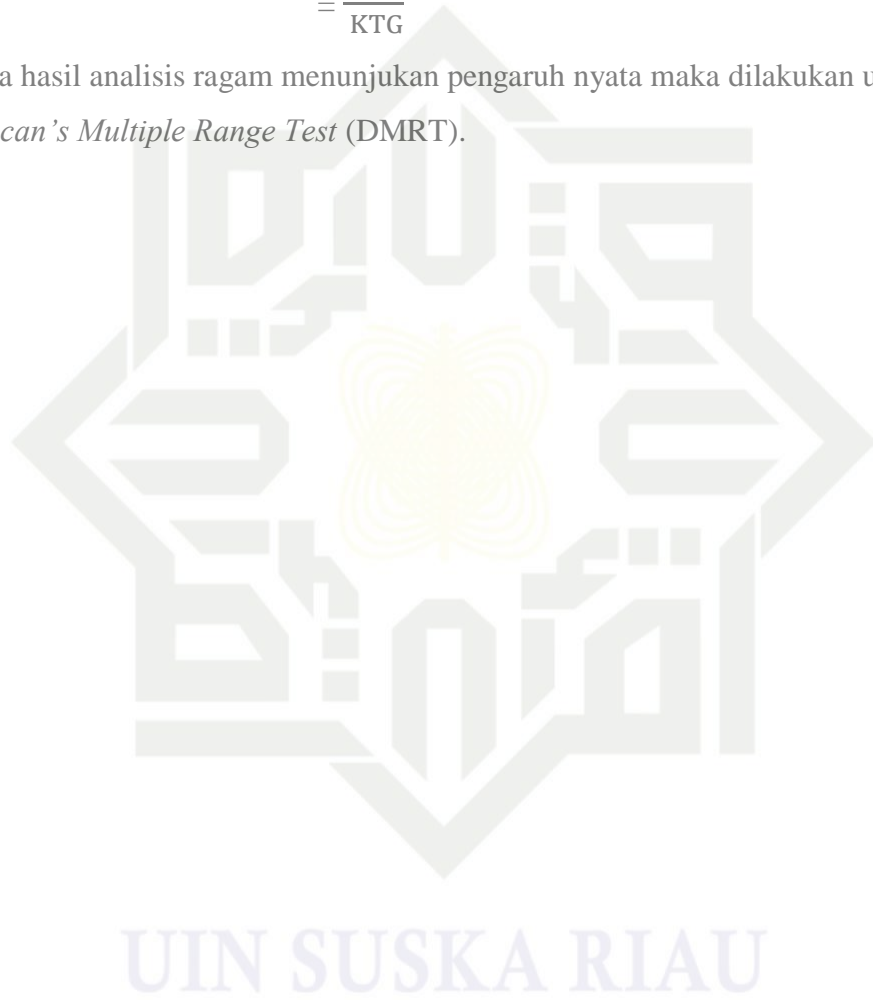 = KTG
a hasil analisis ragam menunjukan pengaruh nyata maka dilakukan u
can's Multiple Range Test (DMRT).
UIN SUSKA RIAU